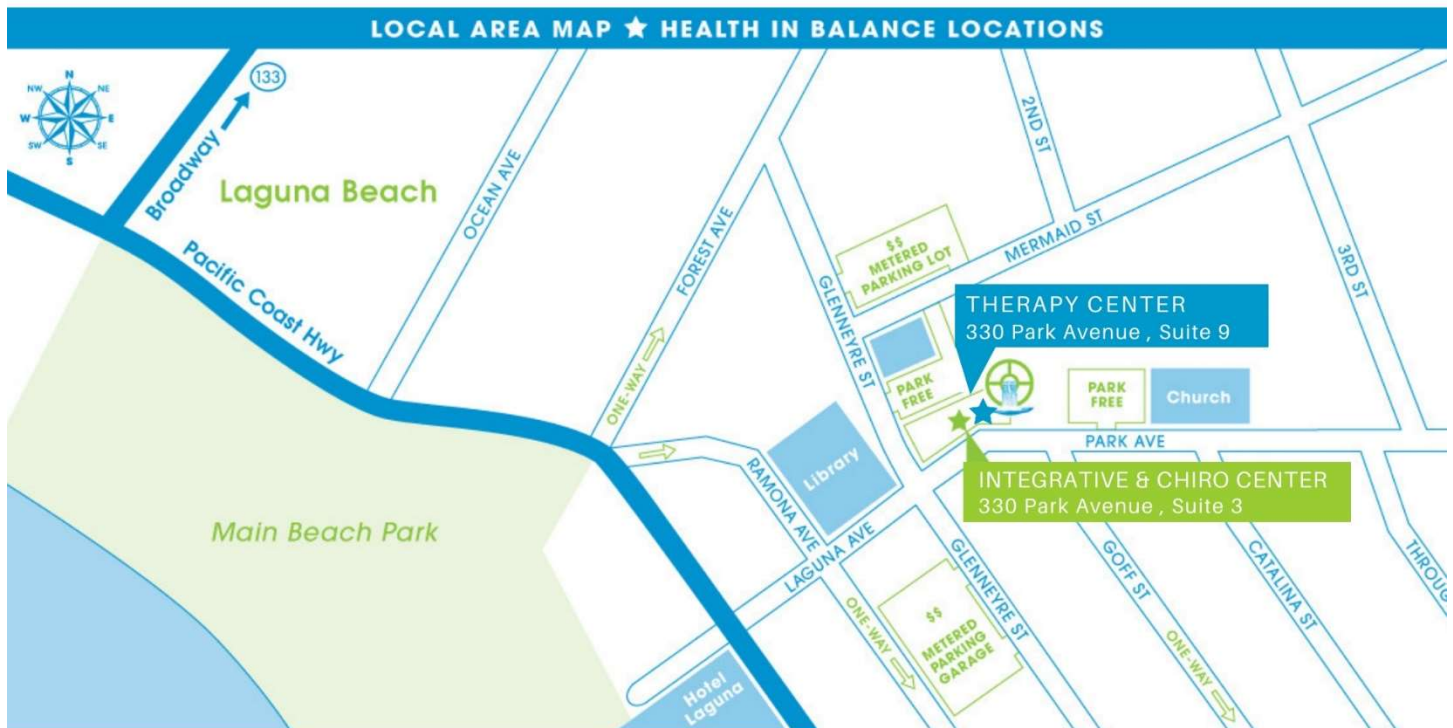 LOCAL AREA MAP ★ HEALTH IN BALANCE LOCATIONS
N
NW
NE
W
E
SW
SE
S
133
Broadway
Laguna Beach
Pacific Coast Hwy
OCEAN AVE
FOREST AVE
ONE-WAY
2ND ST
MERMAID ST
3RD ST
$$
METERED
PARKING LOT
GLENNEYRE ST
THERAPY CENTER
330 Park Avenue , Suite 9
PARK
FREE
PARK
FREE
Church
PARK AVE
INTEGRATIVE & CHIRO CENTER
330 Park Avenue , Suite 3
Library
RAMONA AVE
LAGUNA AVE
Main Beach Park
ONE-WAY
$$
METERED
PARKING
GARAGE
GLENNEYRE ST
GOFF ST
ONE-WAY
CATALINA ST
THROUG
Hotel
Laguna